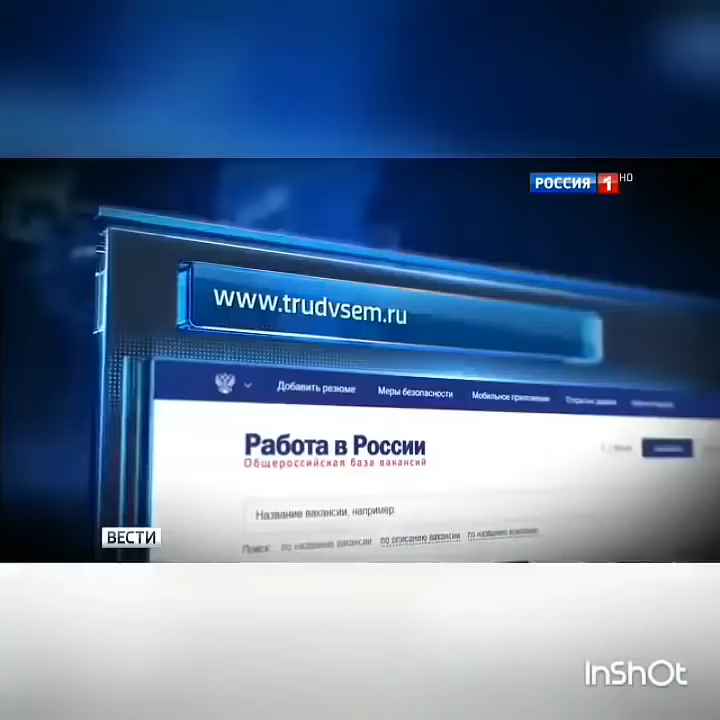 РОССИЯ 1 HD
www.trudvsem.ru
Добавить резюме Меры безопасности Мобильное приложение
Работа в России
Общероссийская база вакансий
Название вакансии, например
Поиск: по названию вакансии по описанию вакансии по названию компании
ВЕСТИ
InShOt